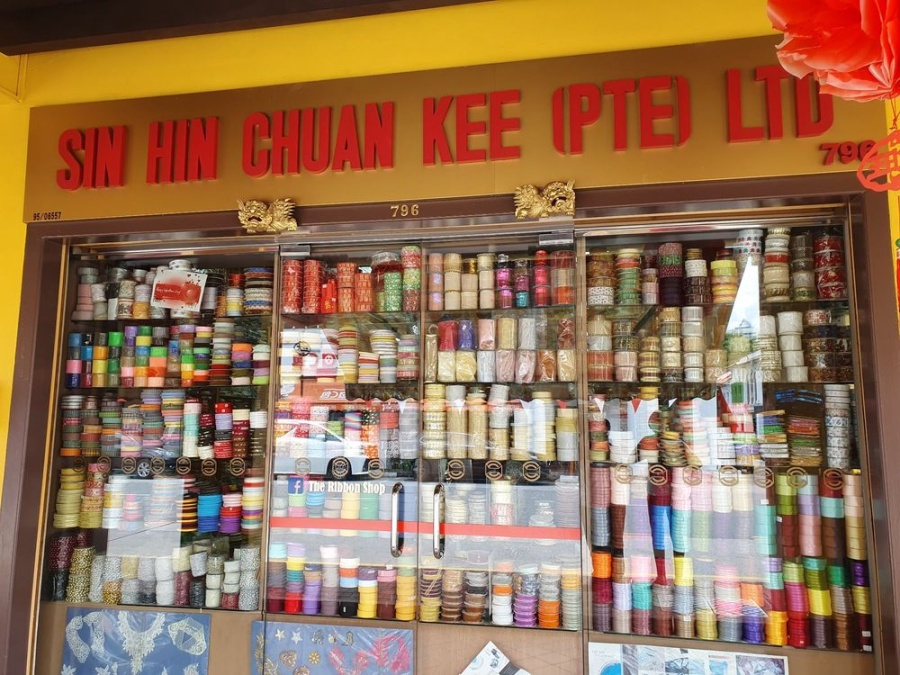 SIN HIN CHUAN KEE (PTE) LTD
796
95/06557
796
f The Ribbon Shop